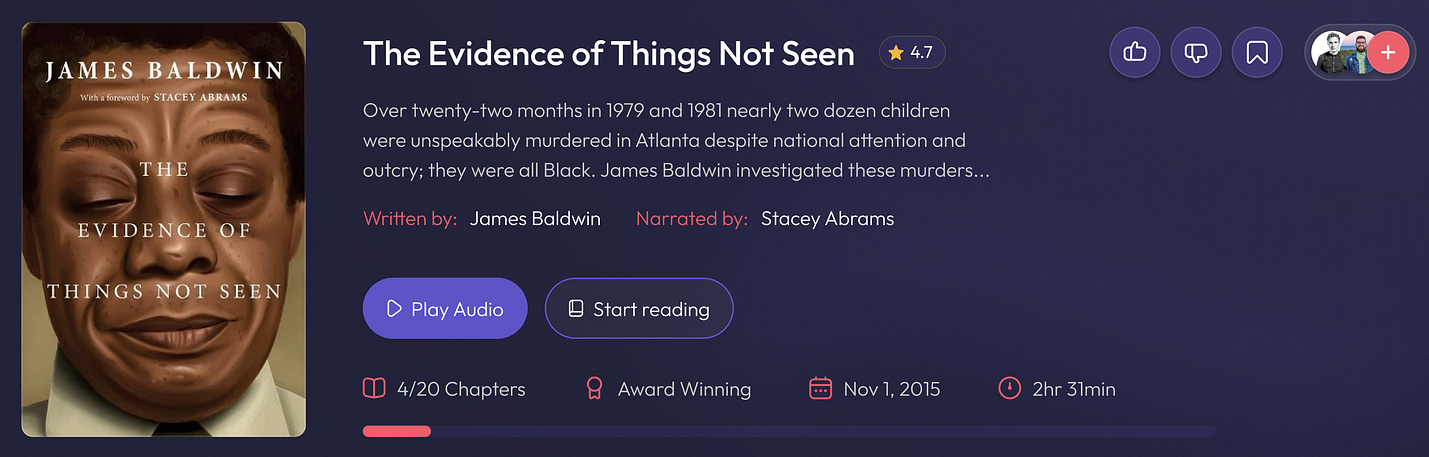 JAMES BALDWIN
With a foreword by STACEY ABRAMS
THE
EVIDENCE OF
THINGS NOT SEEN
The Evidence of Things Not Seen
4.7
Over twenty-two months in 1979 and 1981 nearly two dozen children
were unspeakably murdered in Atlanta despite national attention and
outcry; they were all Black. James Baldwin investigated these murders...
Written by: James Baldwin Narrated by: Stacey Abrams
Play Audio Start reading
4/20 Chapters Award Winning Nov 1, 2015 2hr 31min